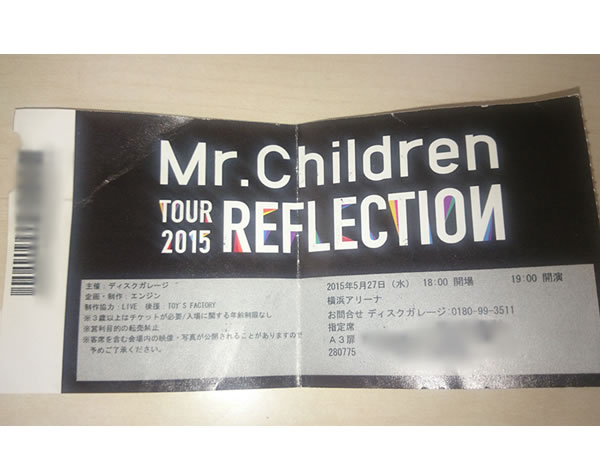 Mr.Children
TOUR
2015
REFLECTION
主催：ディスクガレージ
企画・制作：エンジン
制作協力：LIVE 後援 TOY'S FACTORY
※3歳以上はチケットが必要/入場に関する年齢制限なし
※営利目的の転売禁止
※客席を含む会場内の映像・写真が公開されることがありますので
予めご了承ください。
2015年5月27日（水） 18:00 開場 19:00 開演
横浜アリーナ
お問合せ ディスクガレージ:0180-99-3511
指定席
A3扉
280775